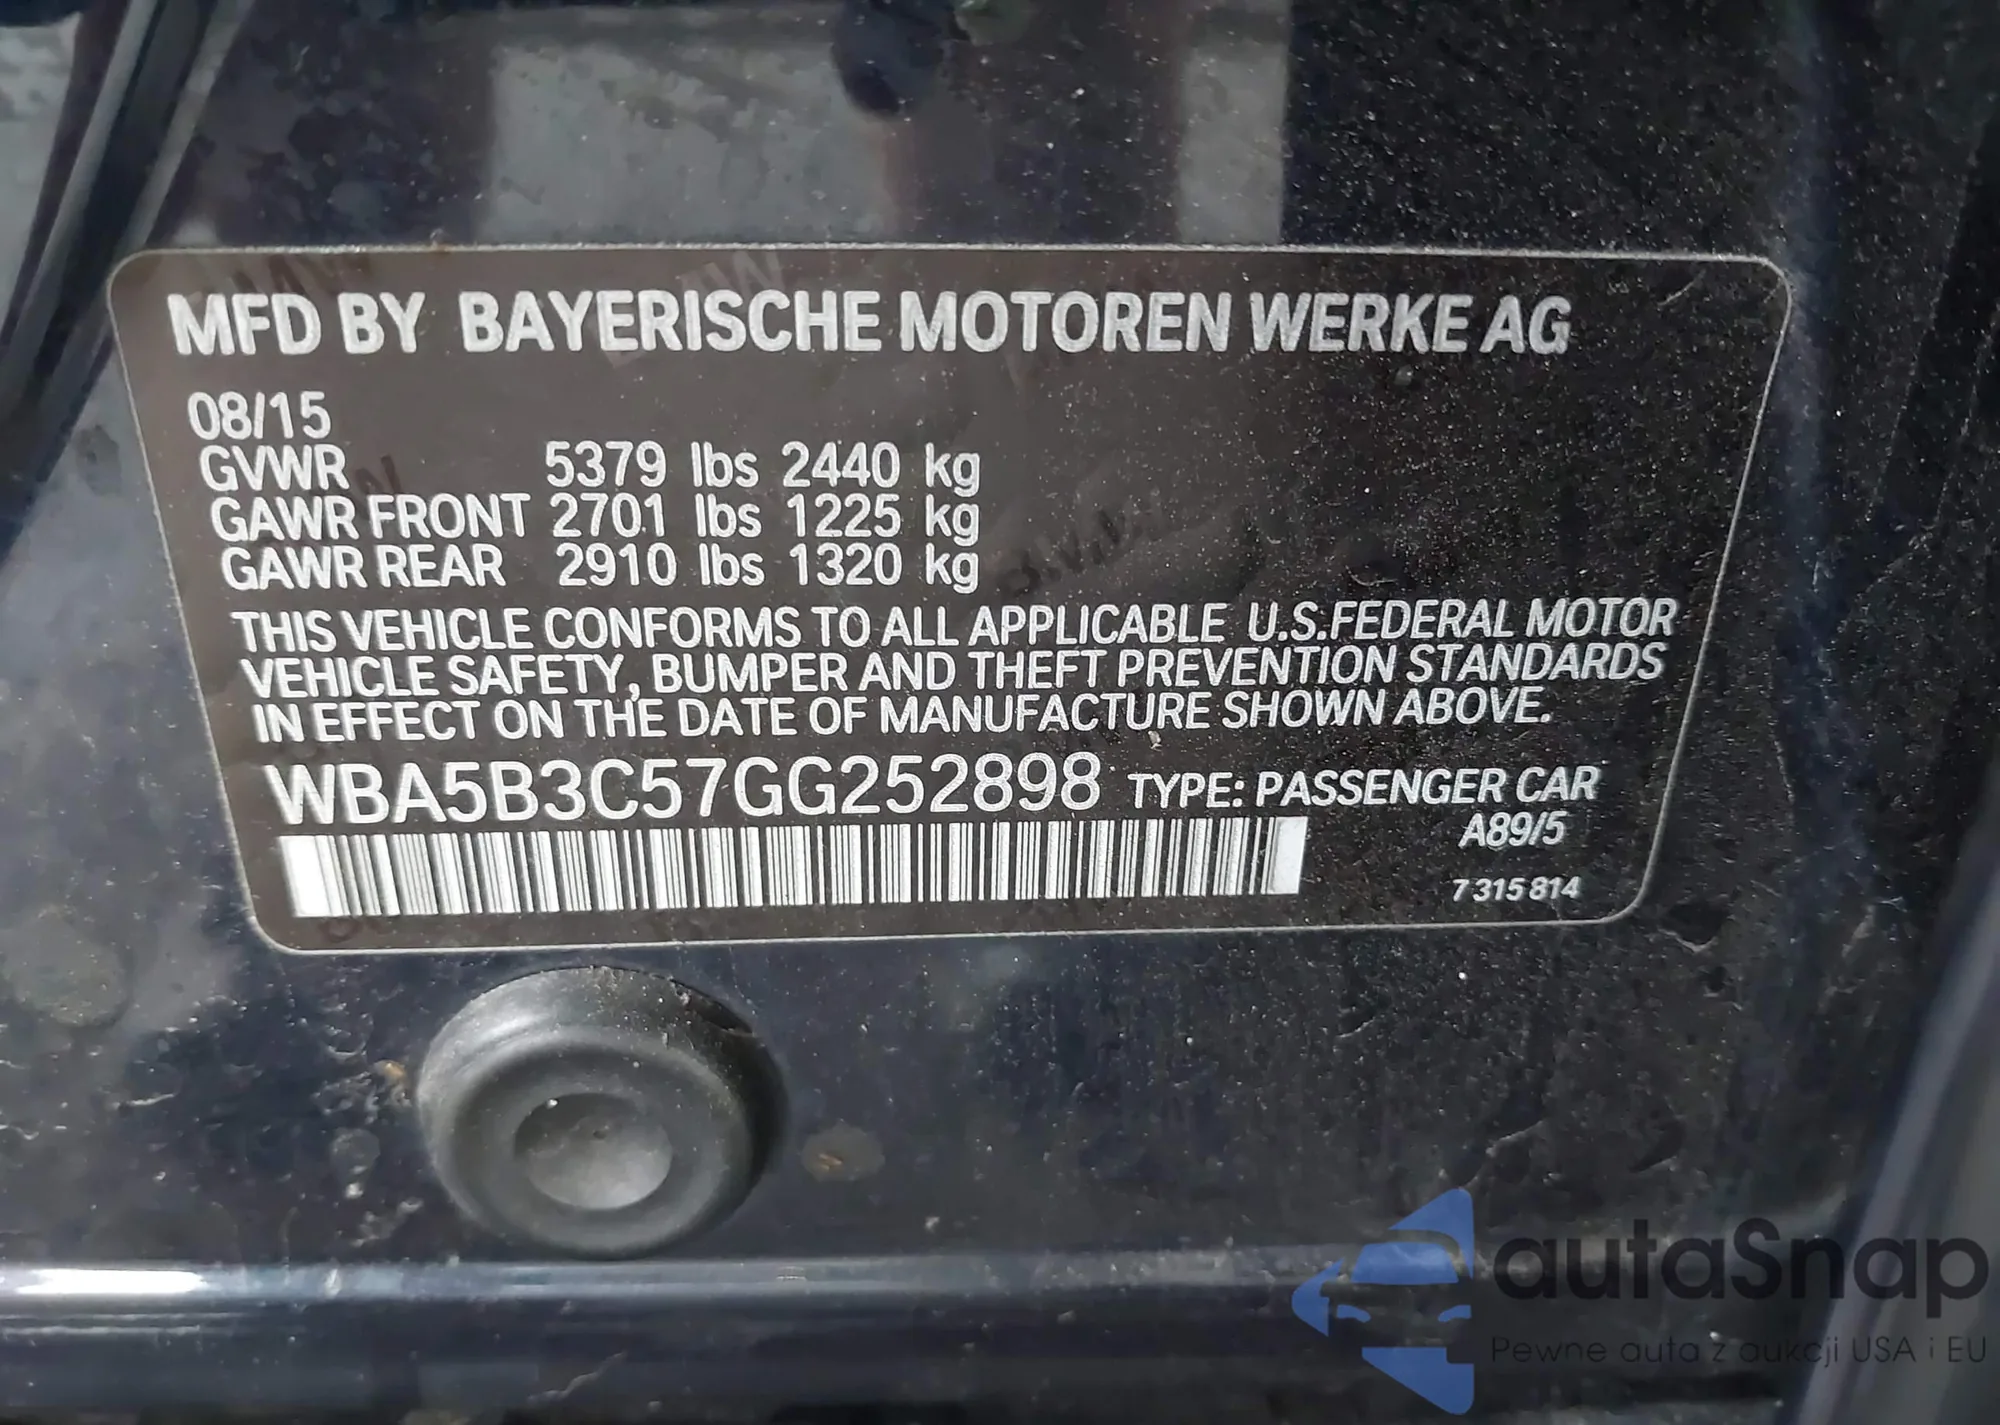 MFD BY BAYERISCHE MOTOREN WERKE AG
08/15
GVWR 5379 lbs 2440 kg
GAWR FRONT 2701 lbs 1225 kg
GAWR REAR 2910 lbs 1320 kg
THIS VEHICLE CONFORMS TO ALL APPLICABLE U.S.FEDERAL MOTOR
VEHICLE SAFETY, BUMPER AND THEFT PREVENTION STANDARDS
IN EFFECT ON THE DATE OF MANUFACTURE SHOWN ABOVE.
WBA5B3C57GG252898 TYPE: PASSENGER CAR
A89/5
7 315 814
autaSnap
Pewne auta z aukcji USA i EU